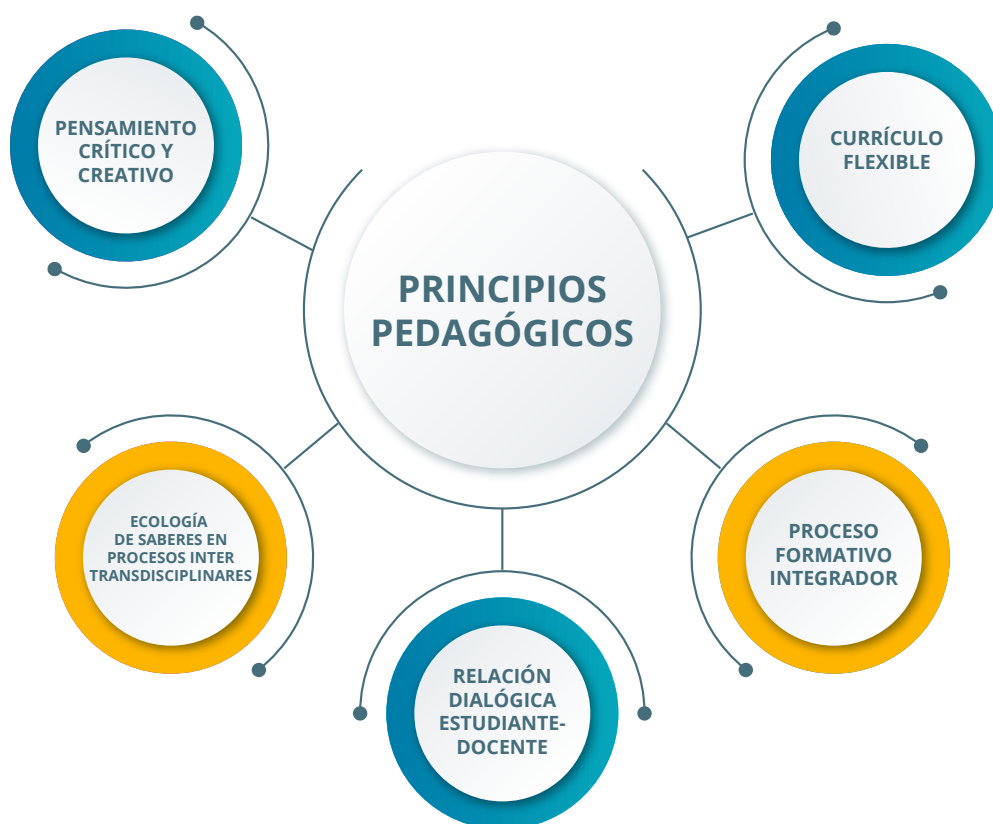 PENSAMIENTO
CRÍTICO Y
CREATIVO
CURRÍCULO
FLEXIBLE
PRINCIPIOS
PEDAGÓGICOS
ECOLOGÍA
DE SABERES EN
PROCESOS INTER
TRANSDISCIPLINARES
PROCESO
FORMATIVO
INTEGRADOR
RELACIÓN
DIALÓGICA
ESTUDIANTE-
DOCENTE